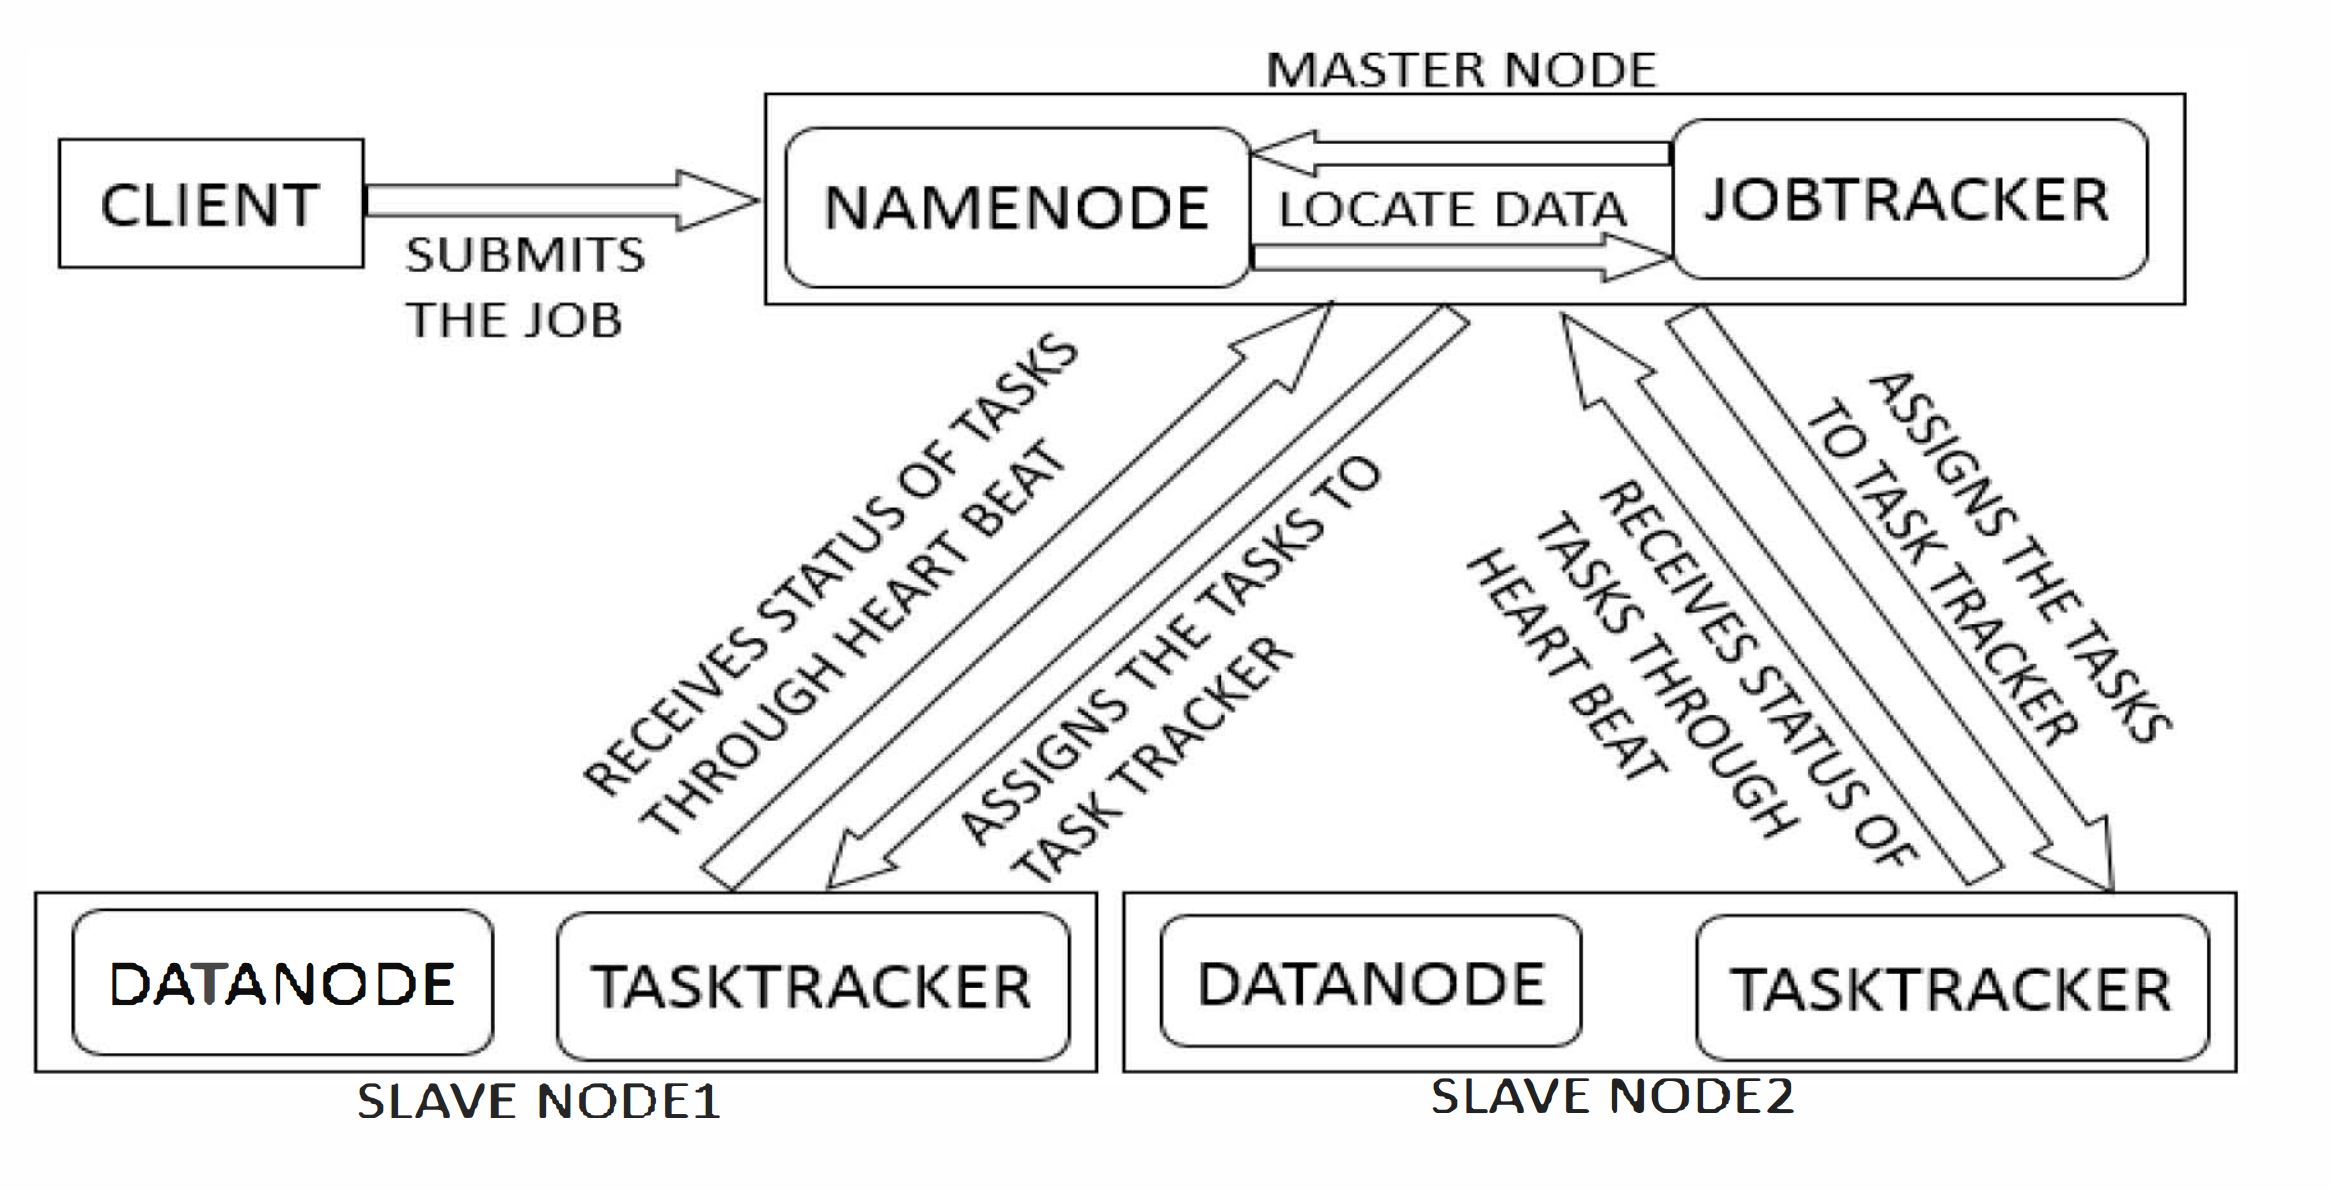 MASTER NODE
CLIENT
SUBMITS
THE JOB
NAMENODE
LOCATE DATA
JOBTRACKER
RECEIVES STATUS OF TASKS
THROUGH HEART BEAT
ASSIGNS THE TASKS TO
TASK TRACKER
RECEIVES STATUS OF
TASKS THROUGH
HEART BEAT
ASSIGNS THE TASKS
TO TASK TRACKER
DATANODE
TASKTRACKER
SLAVE NODE1
DATANODE
TASKTRACKER
SLAVE NODE2